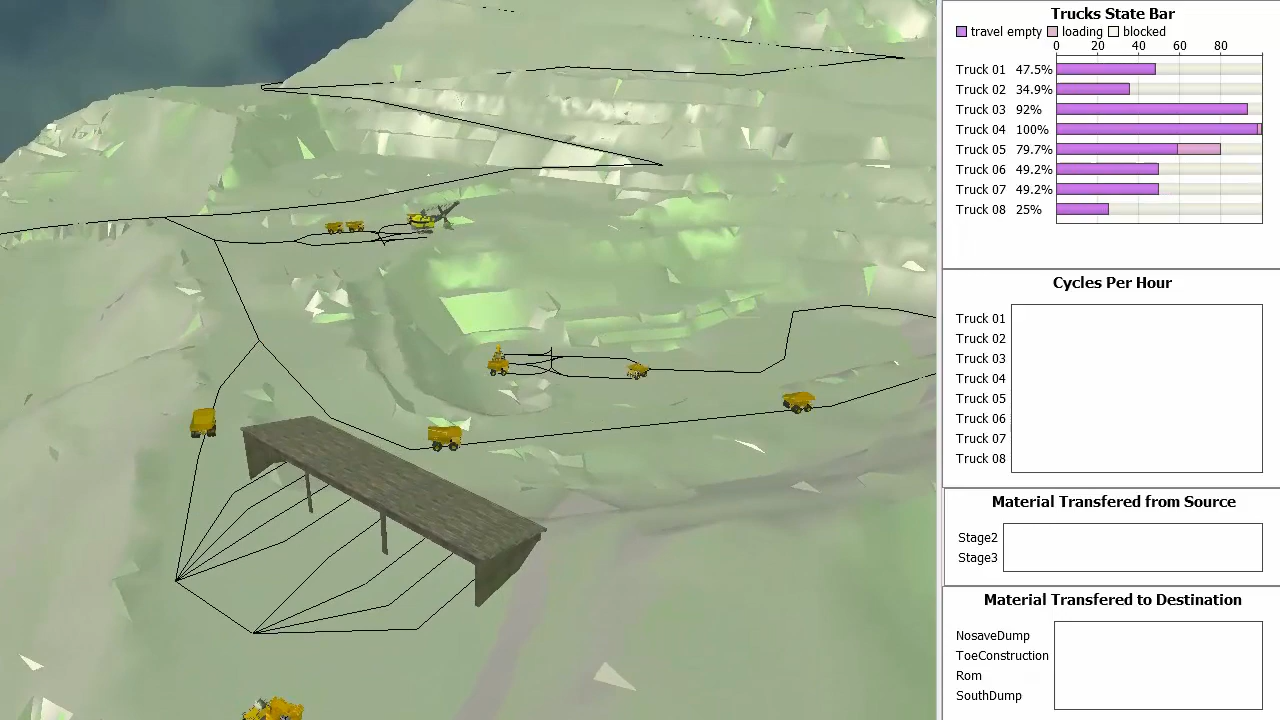 Trucks State Bar
travel empty loading blocked
0 20 40 60 80
Truck 01 47.5%
Truck 02 34.9%
Truck 03 92%
Truck 04 100%
Truck 05 79.7%
Truck 06 49.2%
Truck 07 49.2%
Truck 08 25%
Cycles Per Hour
Truck 01
Truck 02
Truck 03
Truck 04
Truck 05
Truck 06
Truck 07
Truck 08
Material Transfered from Source
Stage2
Stage3
Material Transfered to Destination
NosaveDump
ToeConstruction
Rom
SouthDump